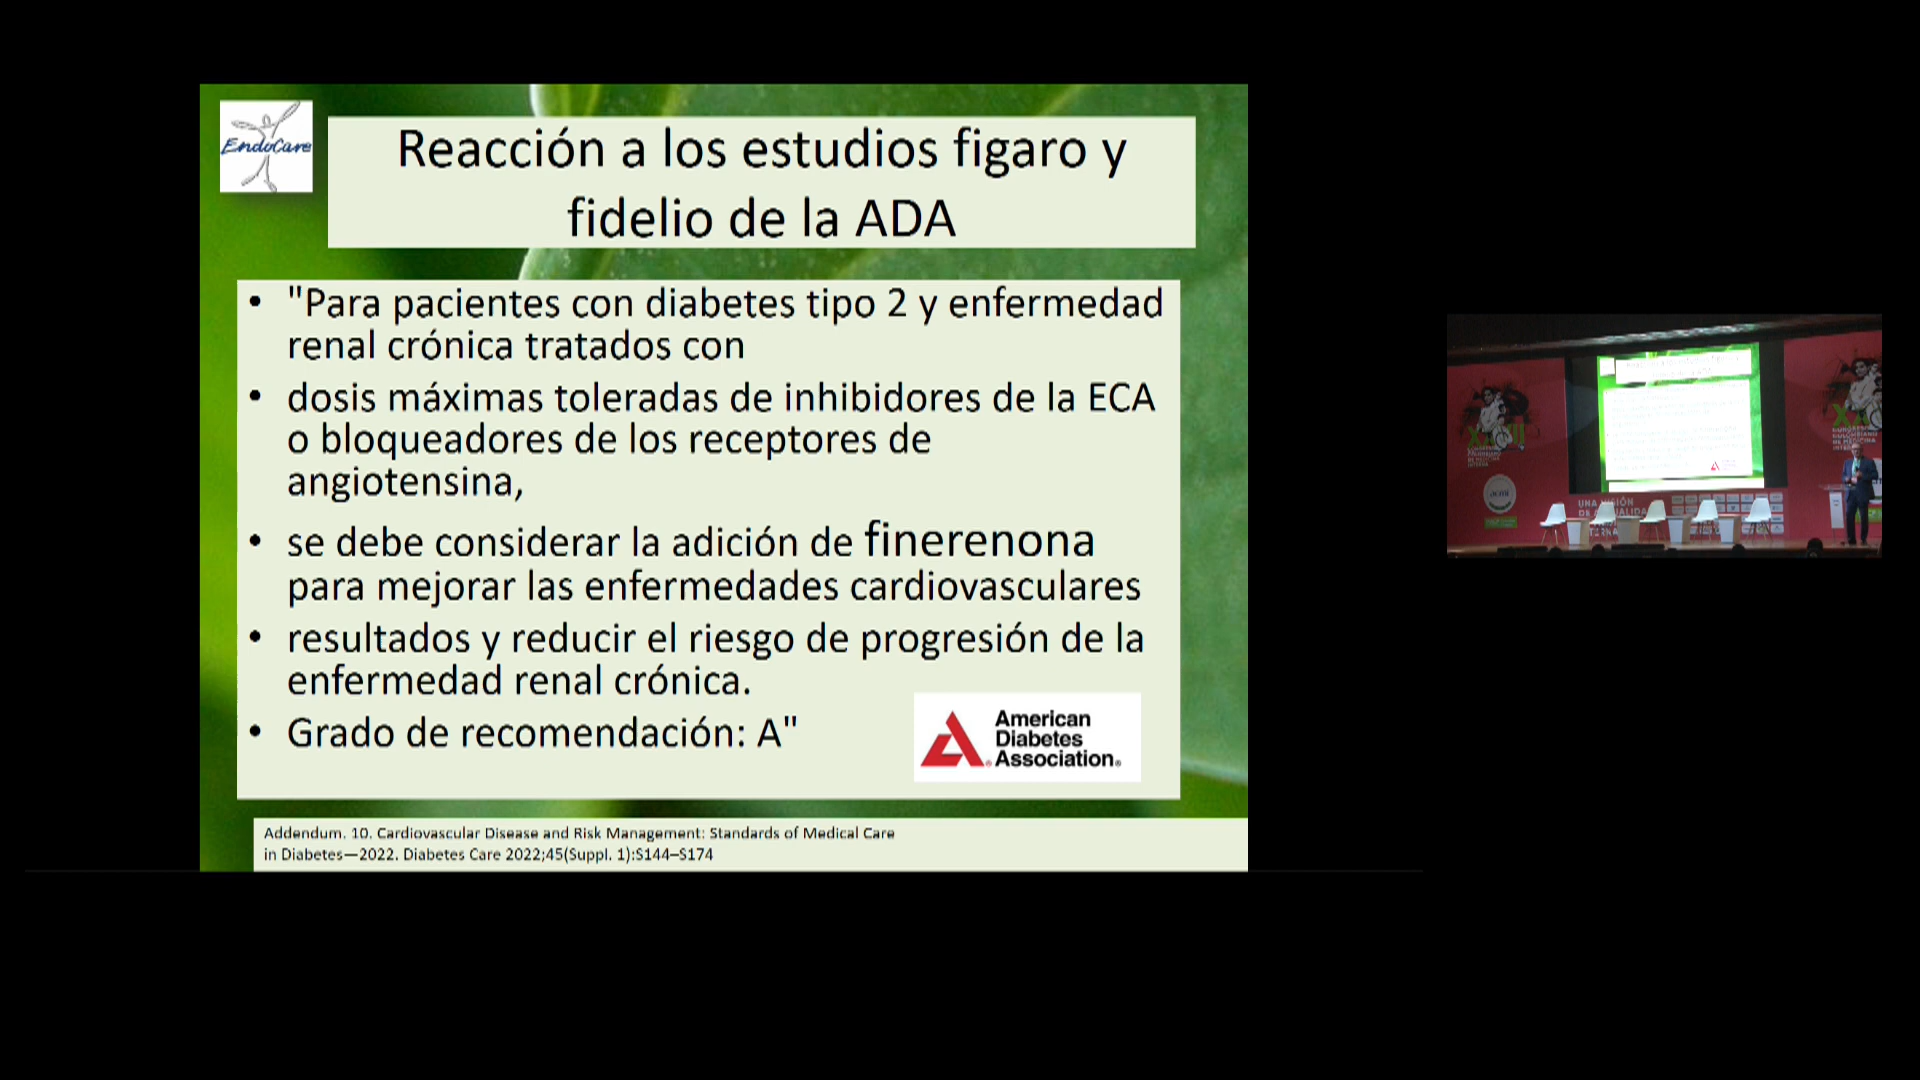 EndoCare
Reacción a los estudios figaro y
fidelio de la ADA
• "Para pacientes con diabetes tipo 2 y enfermedad
renal crónica tratados con
• dosis máximas toleradas de inhibidores de la ECA
o bloqueadores de los receptores de
angiotensina,
• se debe considerar la adición de finerenona
para mejorar las enfermedades cardiovasculares
• resultados y reducir el riesgo de progresión de la
enfermedad renal crónica.
• Grado de recomendación: A"
American
Diabetes
Association®
Addendum. 10. Cardiovascular Disease and Risk Management: Standards of Medical Care
in Diabetes—2022. Diabetes Care 2022;45(Suppl. 1):S144–S174
acmi